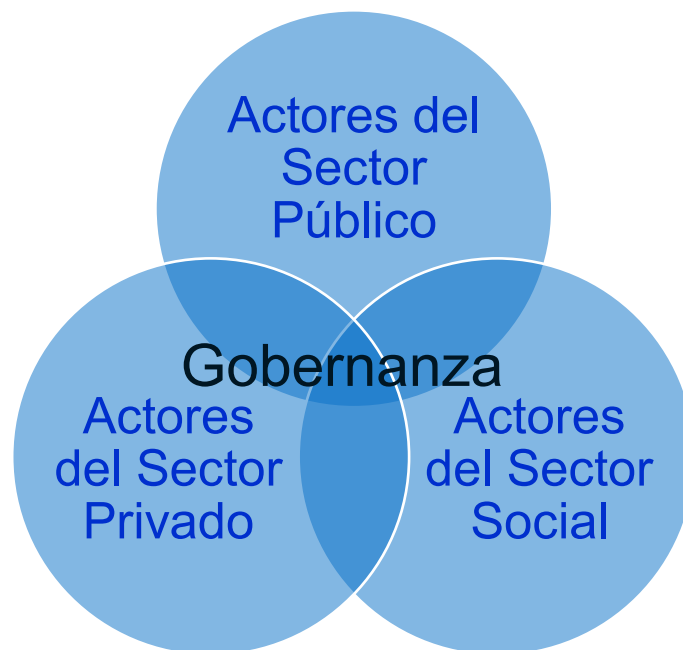 Actores del
Sector
Público
Gobernanza
Actores
del Sector
Privado
Actores
del Sector
Social